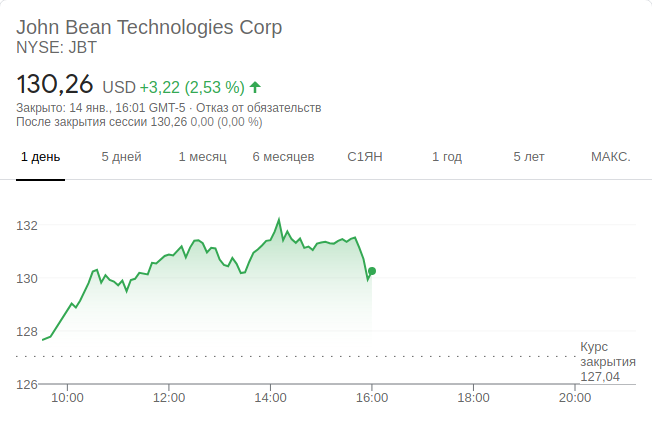 John Bean Technologies Corp
NYSE: JBT
130,26 USD +3,22 (2,53 %)
Закрыто: 14 янв., 16:01 GMT-5 · Отказ от обязательств
После закрытия сессии 130,26 0,00 (0,00 %)
1 день 5 дней 1 месяц 6 месяцев С1ЯН 1 год 5 лет МАКС.
132
130
128
Курс
закрытия
127,04
126
10:00 12:00 14:00 16:00 18:00 20:00